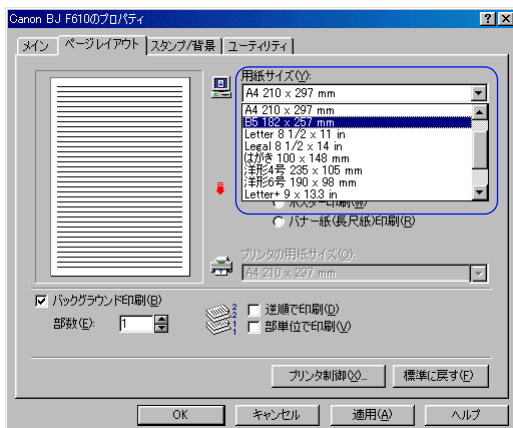 Canon BJ F610のプロパティ
メイン ページレイアウト スタンプ/背景 ユーティリティ
用紙サイズ(Z):
A4 210 x 297 mm
A4 210 x 297 mm
B5 182 x 257 mm
Letter 8 1/2 x 11 in
Legal 8 1/2 x 14 in
はがき 100 x 148 mm
洋形4号 235 x 105 mm
洋形6号 190 x 98 mm
Letter+ 9 x 13.3 in
ポスター印刷(W)
バナー紙(長尺紙)印刷(R)
プリンタの用紙サイズ(O):
A4 210 x 297 mm
バックグラウンド印刷(B)
部数(E): 1
2 2 1 1
逆順で印刷(D)
部単位で印刷(V)
プリンタ制御(X)... 標準に戻す(F)
OK キャンセル 適用(A) ヘルプ